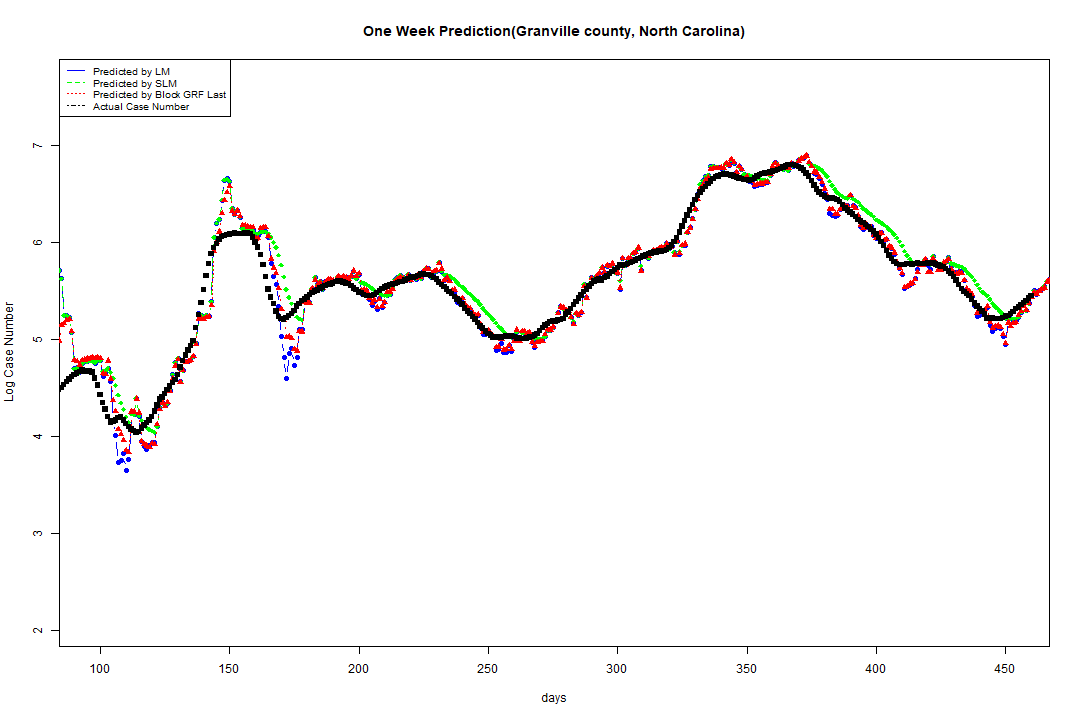 One Week Prediction(Granville county, North Carolina)
Predicted by LM
Predicted by SLM
Predicted by Block GRF Last
Actual Case Number
7
6
5
4
3
2
Log Case Number
100 150 200 250 300 350 400 450
days